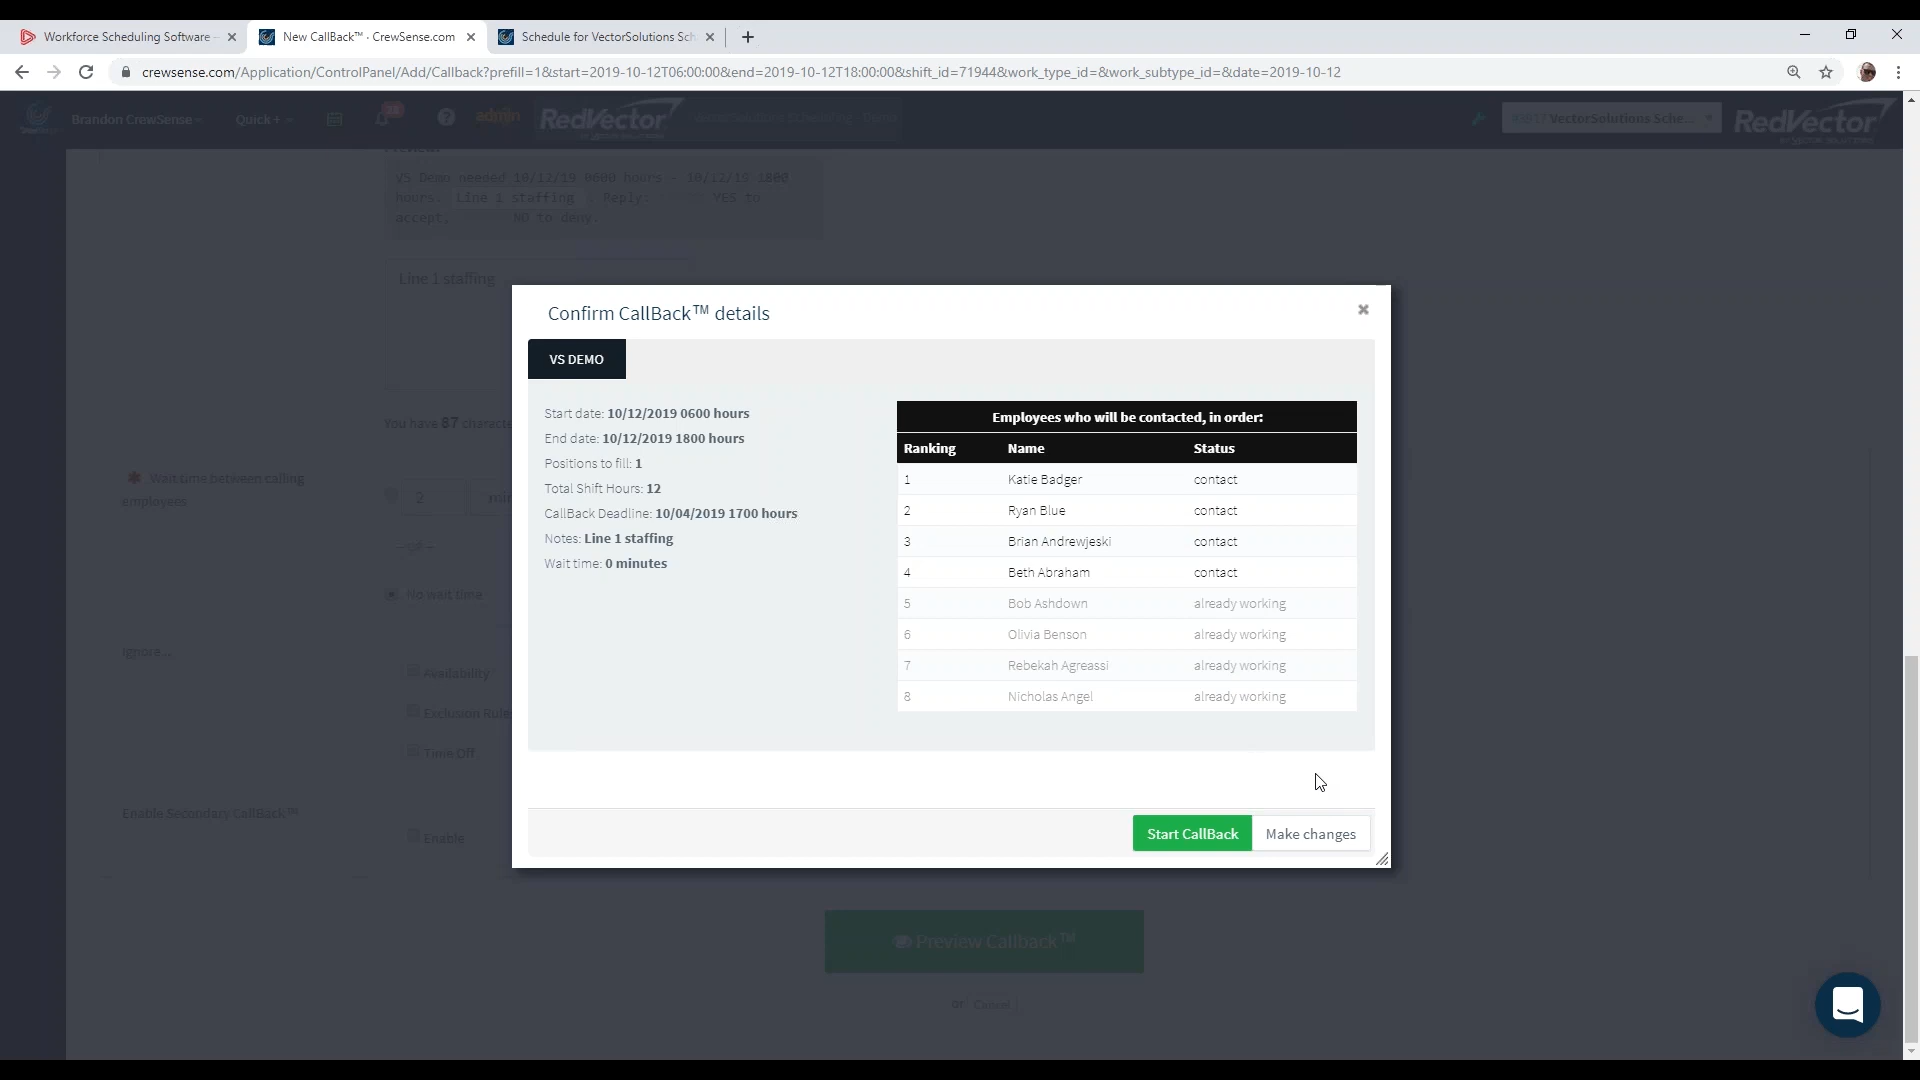 Workforce Scheduling Software -
New CallBack™ · CrewSense.com
Schedule for VectorSolutions Sch
crewsense.com/Application/ControlPanel/Add/Callback?prefill=1&start=2019-10-12T06:00:00&end=2019-10-12T18:00:00&shift_id=71944&work_type_id=&work_subtype_id=&date=2019-10-12
Brandon CrewSense
Quick +
admin
RedVector
VectorSolutions Sche...
RedVector
Preview:
VS Demo needed 10/12/19 0600 hours - 10/12/19 1800
hours. Line 1 staffing . Reply: YES to
accept, NO to deny.
Line 1 staffing
You have 87 characte
Wait time between calling
employees
2 min
- or -
No wait time
Ignore...
Availability
Exclusion Rule
Time Off
Enable Secondary CallBack™
Enable
Confirm CallBack™ details
VS DEMO
Start date: 10/12/2019 0600 hours
End date: 10/12/2019 1800 hours
Positions to fill: 1
Total Shift Hours: 12
CallBack Deadline: 10/04/2019 1700 hours
Notes: Line 1 staffing
Wait time: 0 minutes
Employees who will be contacted, in order:
Ranking Name Status
1 Katie Badger contact
2 Ryan Blue contact
3 Brian Andrewjeski contact
4 Beth Abraham contact
5 Bob Ashdown already working
6 Olivia Benson already working
7 Rebekah Agreassi already working
8 Nicholas Angel already working
Start CallBack
Make changes
Preview Callback™
or Cancel